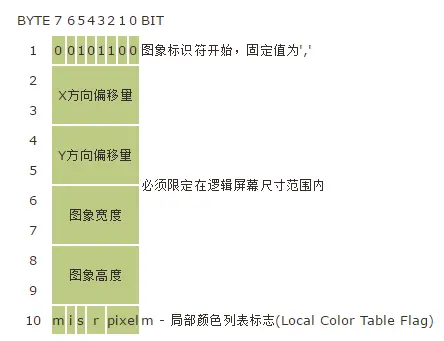 BYTE 7 6 5 4 3 2 1 0 BIT
1 0 0 1 0 1 1 0 0 图象标识符开始，固定值为','
2
X方向偏移量
3
4
Y方向偏移量
5
必须限定在逻辑屏幕尺寸范围内
6
图象宽度
7
8
图象高度
9
10 m i s r pixel m - 局部颜色列表标志(Local Color Table Flag)